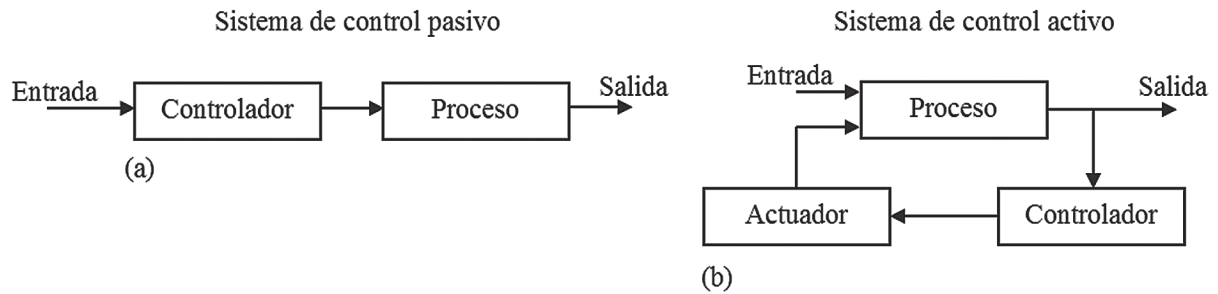 Sistema de control pasivo
Entrada
Controlador
Proceso
Salida
(a)
Sistema de control activo
Entrada
Proceso
Salida
Actuador
Controlador
(b)